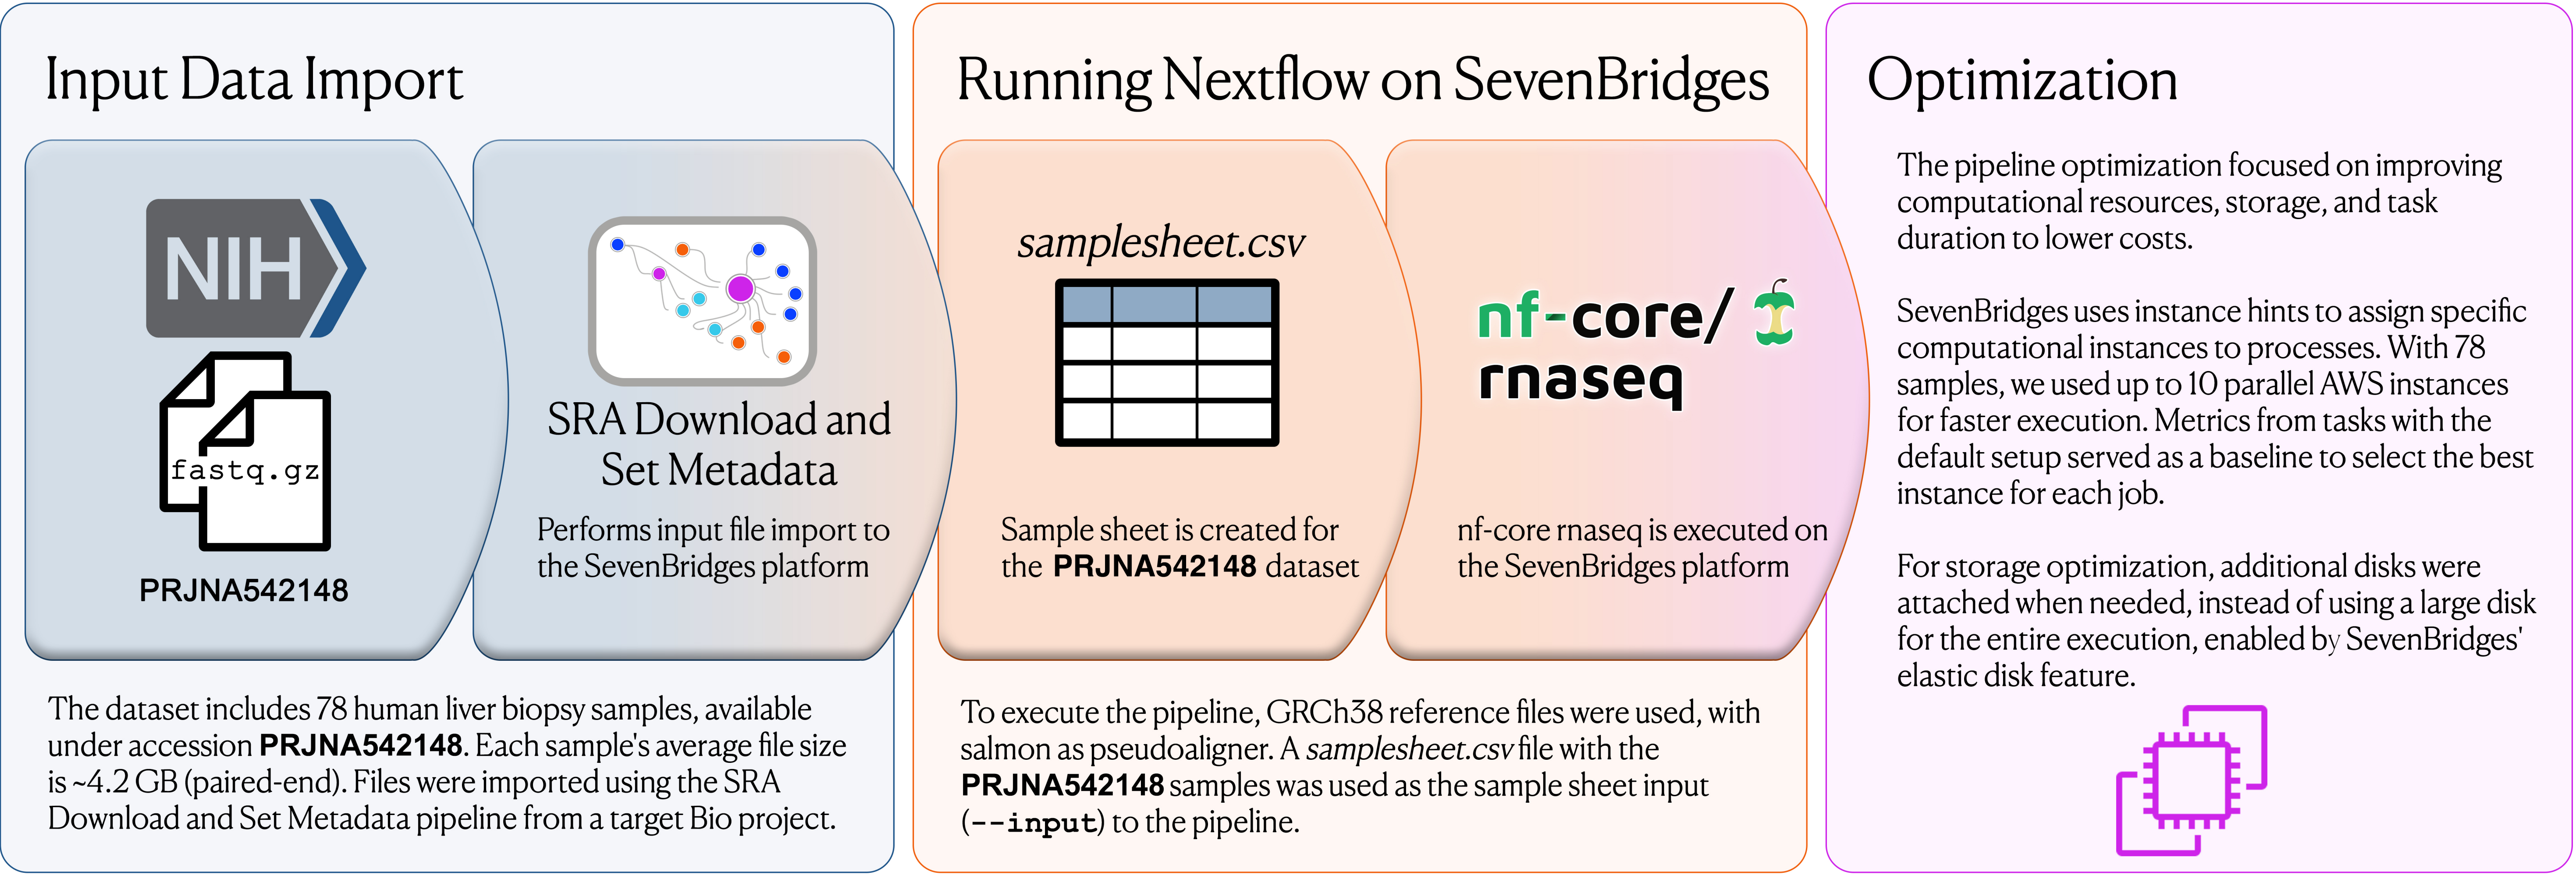 Input Data Import
NIH
fastq.gz
PRJNA542148
SRA Download and
Set Metadata
Performs input file import to
the SevenBridges platform
The dataset includes 78 human liver biopsy samples, available
under accession PRJNA542148. Each sample's average file size
is ~4.2 GB (paired-end). Files were imported using the SRA
Download and Set Metadata pipeline from a target Bio project.
Running Nextflow on SevenBridges
samplesheet.csv
Sample sheet is created for
the PRJNA542148 dataset
nf-core/
rnaseq
nf-core rnaseq is executed on
the SevenBridges platform
To execute the pipeline, GRCh38 reference files were used, with
salmon as pseudoaligner. A samplesheet.csv file with the
PRJNA542148 samples was used as the sample sheet input
(--input) to the pipeline.
Optimization
The pipeline optimization focused on improving
computational resources, storage, and task
duration to lower costs.
SevenBridges uses instance hints to assign specific
computational instances to processes. With 78
samples, we used up to 10 parallel AWS instances
for faster execution. Metrics from tasks with the
default setup served as a baseline to select the best
instance for each job.
For storage optimization, additional disks were
attached when needed, instead of using a large disk
for the entire execution, enabled by SevenBridges'
elastic disk feature.